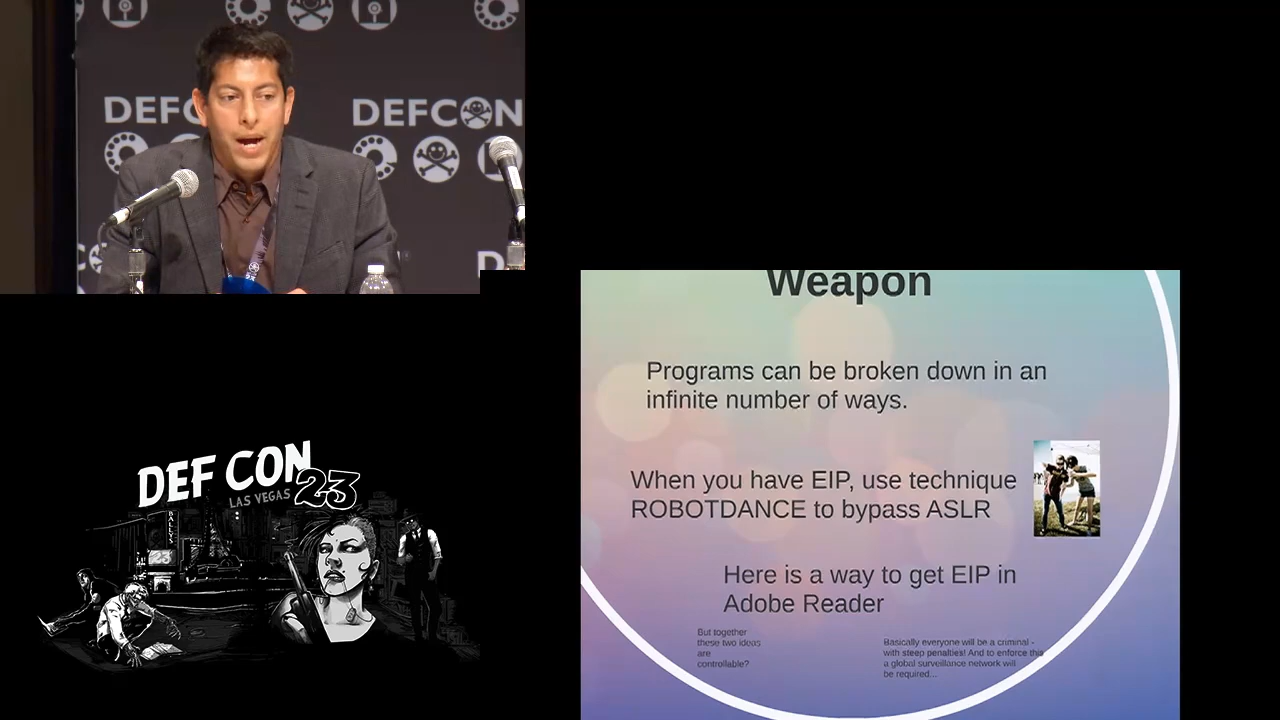 DEFC
DEFCON
D
Weapon
Programs can be broken down in an
infinite number of ways.
When you have EIP, use technique
ROBOTDANCE to bypass ASLR
Here is a way to get EIP in
Adobe Reader
But together
these two ideas
are
controllable?
Basically everyone will be a criminal -
with steep penalties! And to enforce this
a global surveillance network will
be required...
DEF CON
LAS VEGAS 23
BALLYS
23